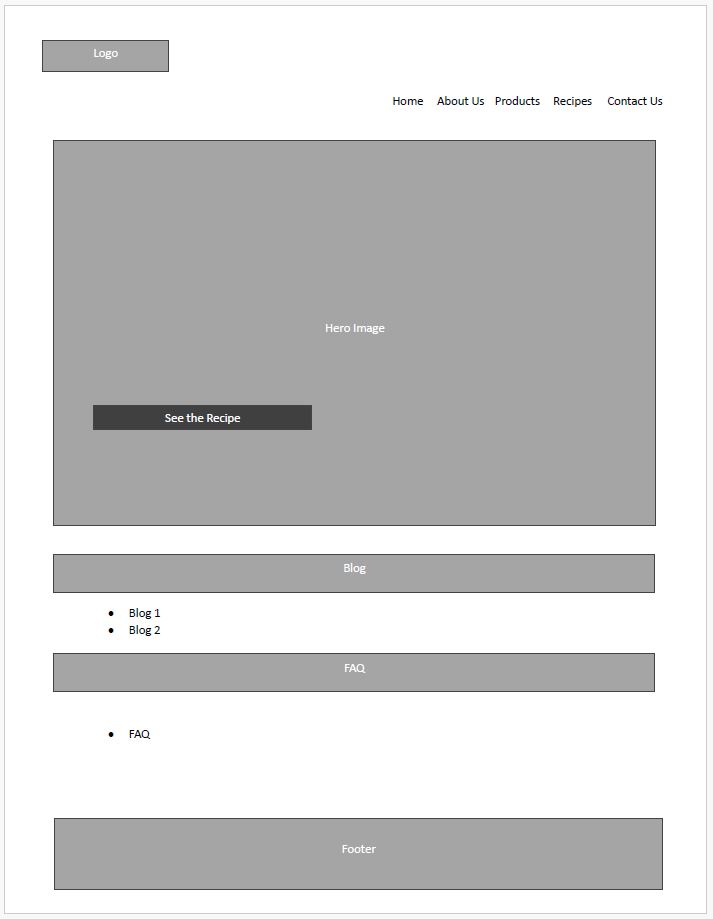 Logo
Home About Us Products Recipes Contact Us
Hero Image
See the Recipe
Blog
● Blog 1
● Blog 2
FAQ
● FAQ
Footer